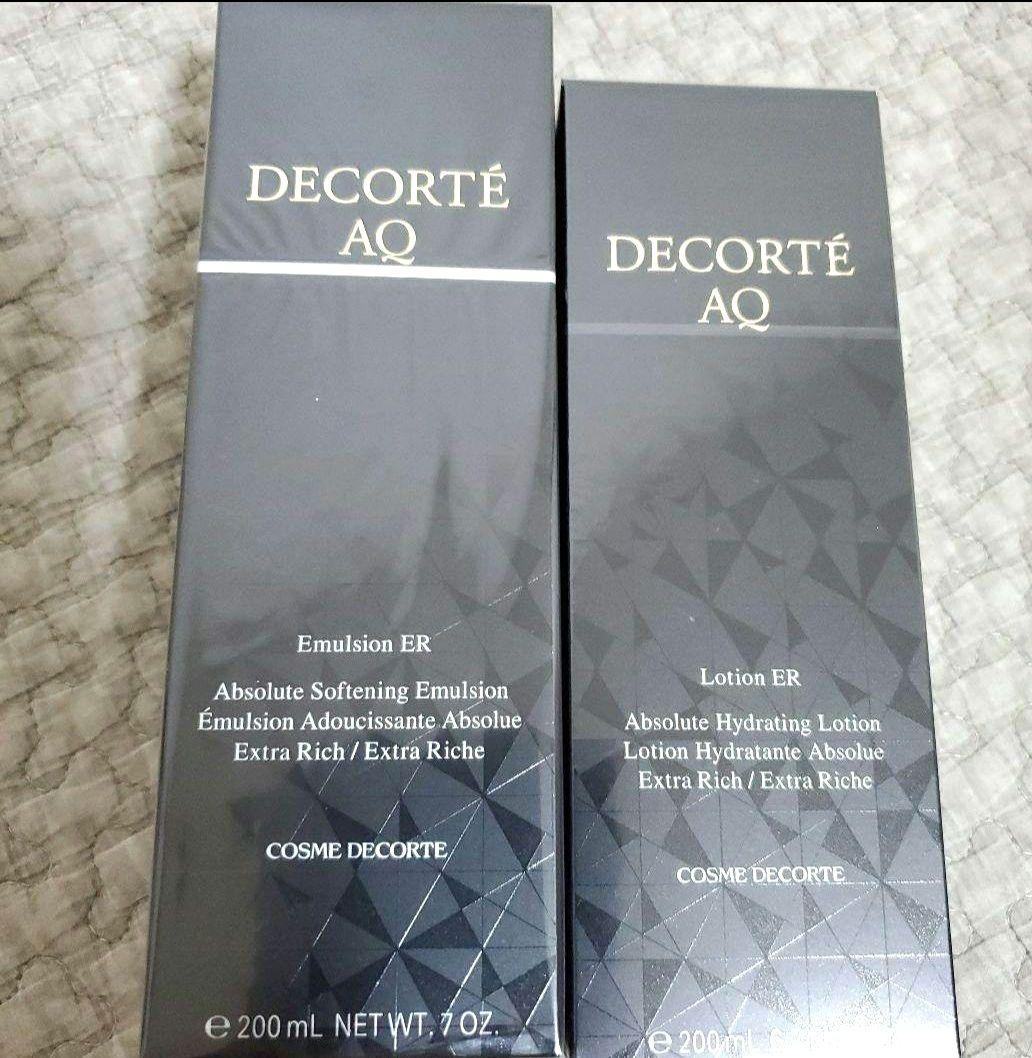 DECORTÉ
AQ
Emulsion ER
Absolute Softening Emulsion
Émulsion Adoucissante Absolue
Extra Rich / Extra Riche
COSME DECORTE
℮ 200 mL NET WT. 7 OZ.
DECORTÉ
AQ
Lotion ER
Absolute Hydrating Lotion
Lotion Hydratante Absolue
Extra Rich / Extra Riche
COSME DECORTE
℮ 200mL